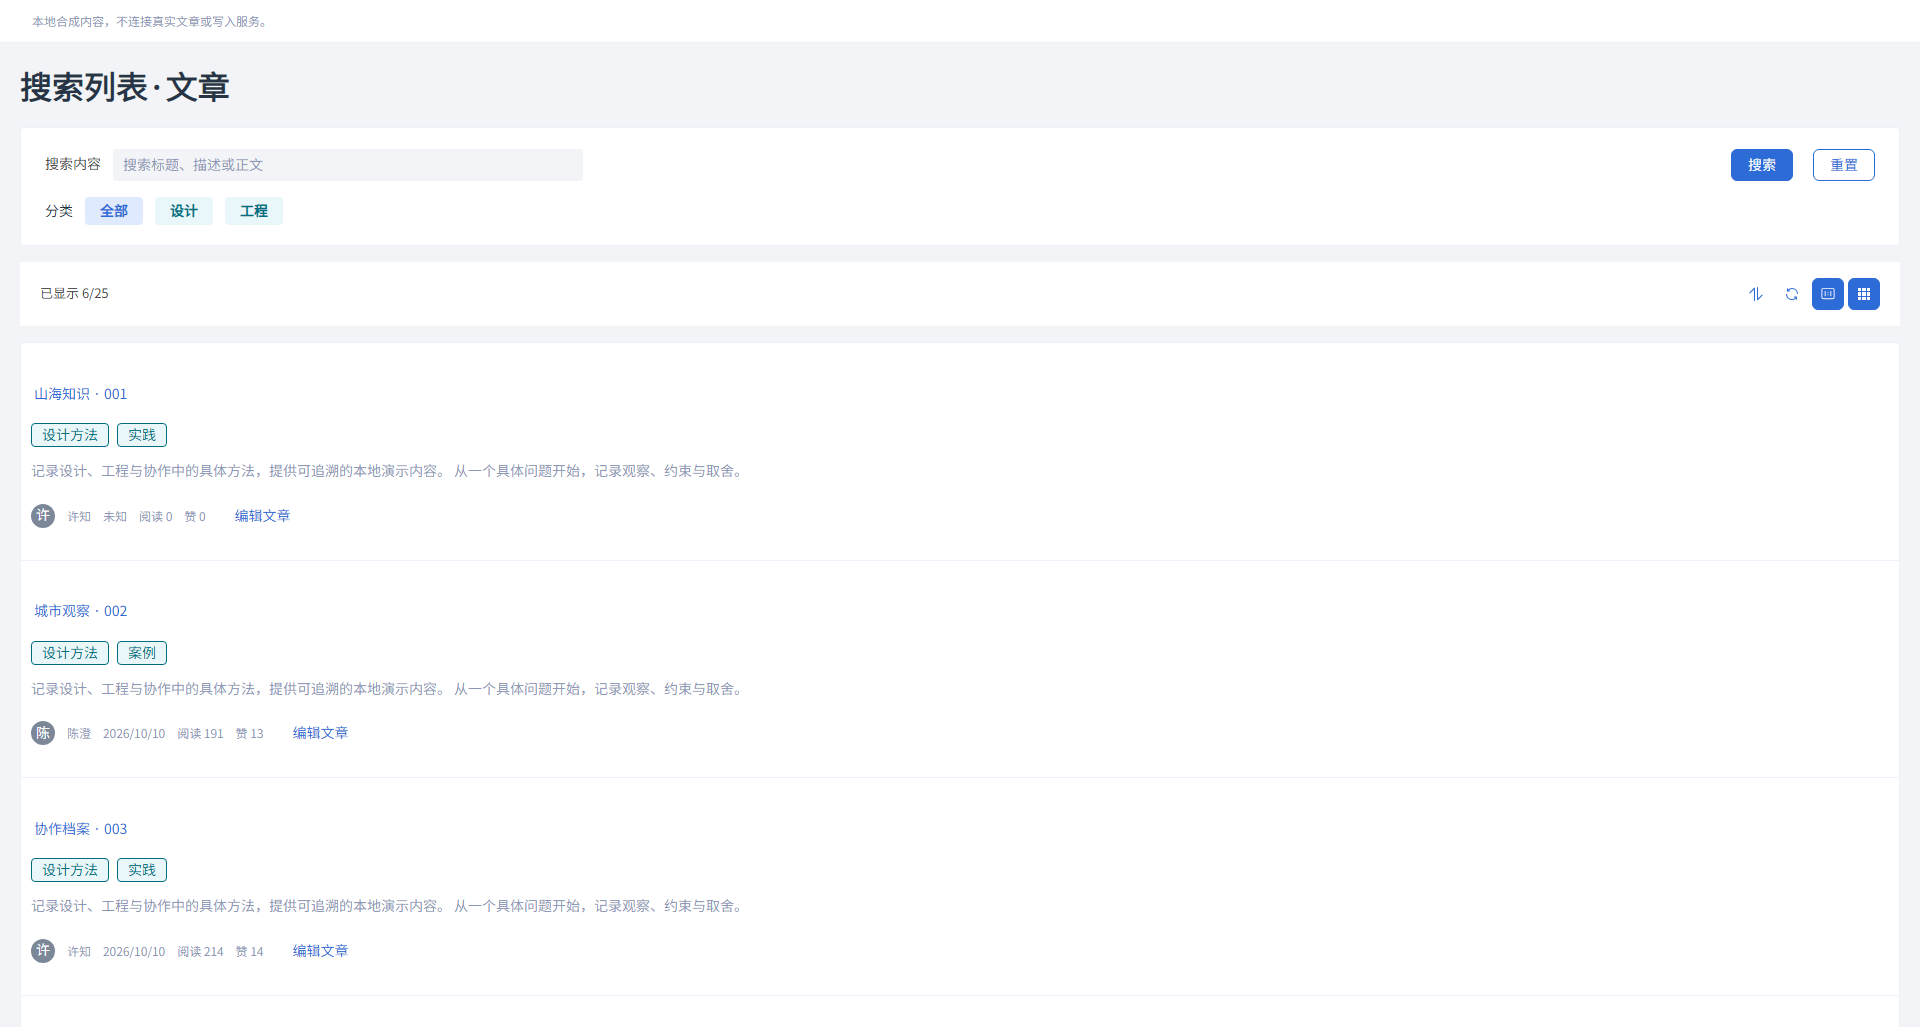 本地合成内容，不连接真实文章或写入服务。
搜索列表 · 文章
搜索内容 搜索标题、描述或正文 搜索 重置
分类 全部 设计 工程
已显示 6/25
山海知识 · 001
设计方法 实践
记录设计、工程与协作中的具体方法，提供可追溯的本地演示内容。 从一个具体问题开始，记录观察、约束与取舍。
许 许知 未知 阅读 0 赞 0 编辑文章
城市观察 · 002
设计方法 案例
记录设计、工程与协作中的具体方法，提供可追溯的本地演示内容。 从一个具体问题开始，记录观察、约束与取舍。
陈 陈澄 2026/10/10 阅读 191 赞 13 编辑文章
协作档案 · 003
设计方法 实践
记录设计、工程与协作中的具体方法，提供可追溯的本地演示内容。 从一个具体问题开始，记录观察、约束与取舍。
许 许知 2026/10/10 阅读 214 赞 14 编辑文章